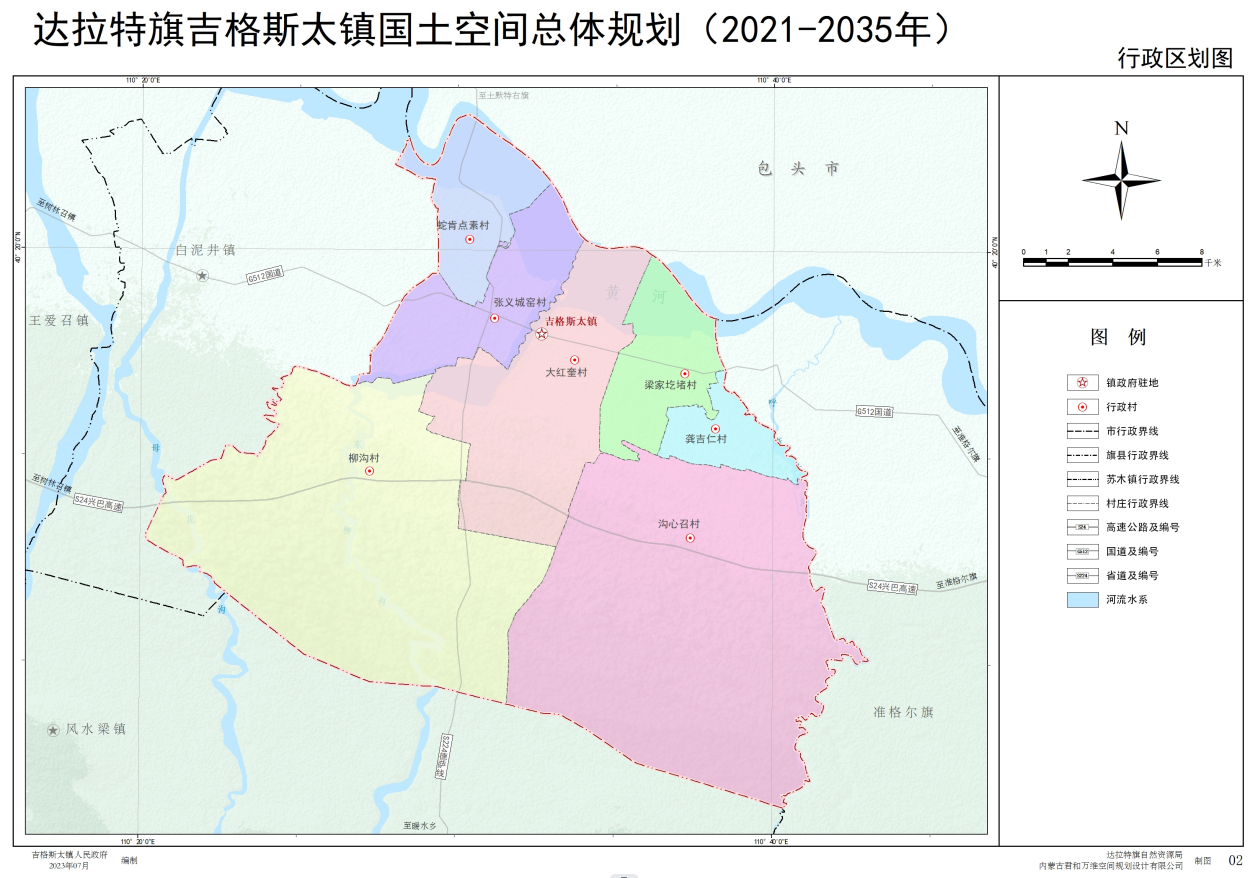 达拉特旗吉格斯太镇国土空间总体规划（2021-2035年）
行政区划图
110° 20′0″E
110° 40′0″E
至土默特右旗
包头市
N
至树林召镇
蛇肯点素村
白泥井镇
40° 20′0″N
40° 20′0″N
0 1 2 4 6 8 千米
G512国道
黄河
张义城窑村
王爱召镇
吉格斯太镇
图例
大红奎村
梁家圪堵村
镇政府驻地
行政村
G512国道
市行政界线
龚吉仁村
至准格尔旗
母
柳沟村
旗县行政界线
至树林召镇
苏木镇行政界线
S24兴巴高速
村庄行政界线
沟心召村
S24 高速公路及编号
G512 国道及编号
S24兴巴高速
至准格尔旗
S224 省道及编号
河流水系
沟
准格尔旗
风水梁镇
至暖水乡
110° 20′0″E
110° 40′0″E
吉格斯太镇人民政府
2023年07月
编制
达拉特旗自然资源局
内蒙古君和万维空间规划设计有限公司
制图
02